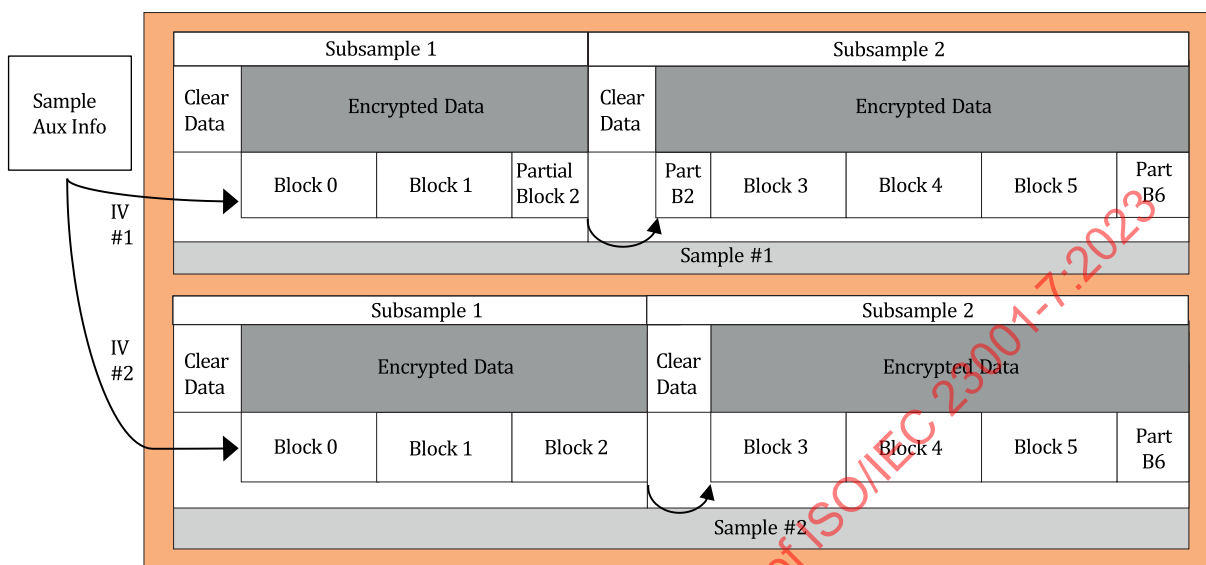 Sample
Aux Info
IV
#1
IV
#2
Subsample 1
Subsample 2
Clear
Data
Encrypted Data
Clear
Data
Encrypted Data
Block 0
Block 1
Partial
Block 2
Part
B2
Block 3
Block 4
Block 5
Part
B6
Sample #1
Subsample 1
Subsample 2
Clear
Data
Encrypted Data
Clear
Data
Encrypted Data
Block 0
Block 1
Block 2
Block 3
Block 4
Block 5
Part
B6
Sample #2
of ISO/IEC 23001-7:2023